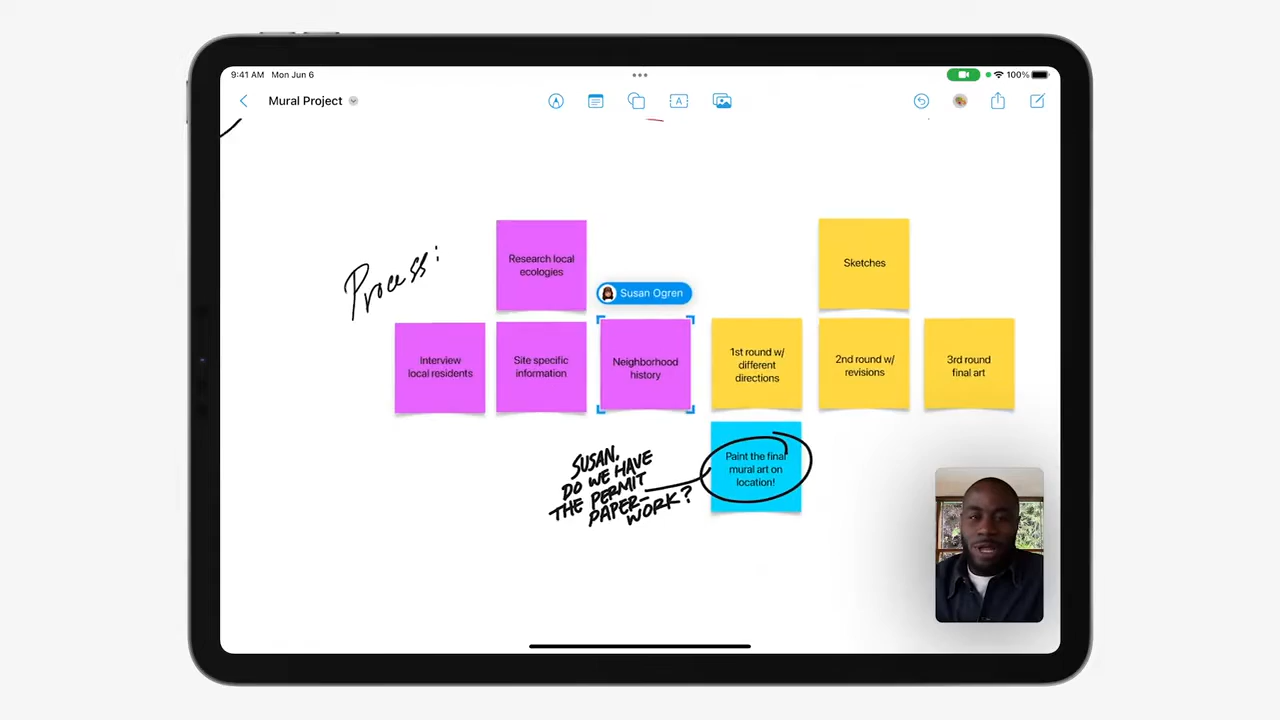 9:41 AM Mon Jun 6
100%
Mural Project
A
Process:
Research local
ecologies
Sketches
Susan Ogren
Interview
local residents
Site specific
information
Neighborhood
history
1st round w/
different
directions
2nd round w/
revisions
3rd round
final art
SUSAN,
DO WE HAVE
THE PERMIT
PAPER-
WORK?
Paint the final
mural art on
location!